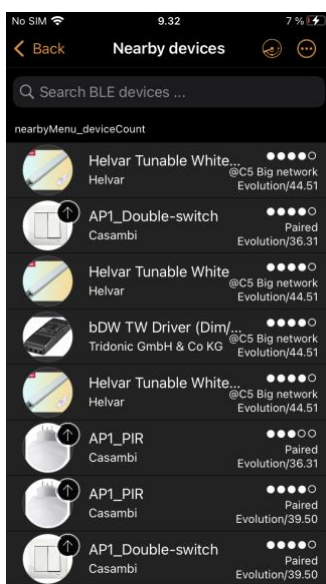 No SIM 9.32 7 %
Back Nearby devices
Search BLE devices ...
nearbyMenu_deviceCount
Helvar Tunable White...
Helvar @C5 Big network
Evolution/44.51
AP1_Double-switch
Casambi Paired
Evolution/36.31
Helvar Tunable White
Helvar @C5 Big network
Evolution/44.51
bDW TW Driver (Dim/...
Tridonic GmbH & Co KG @C5 Big network
Evolution/44.51
Helvar Tunable White...
Helvar @C5 Big network
Evolution/44.51
AP1_PIR
Casambi Paired
Evolution/36.31
AP1_PIR
Casambi Paired
Evolution/39.50
AP1_Double-switch
Casambi Paired
Evolution/39.50